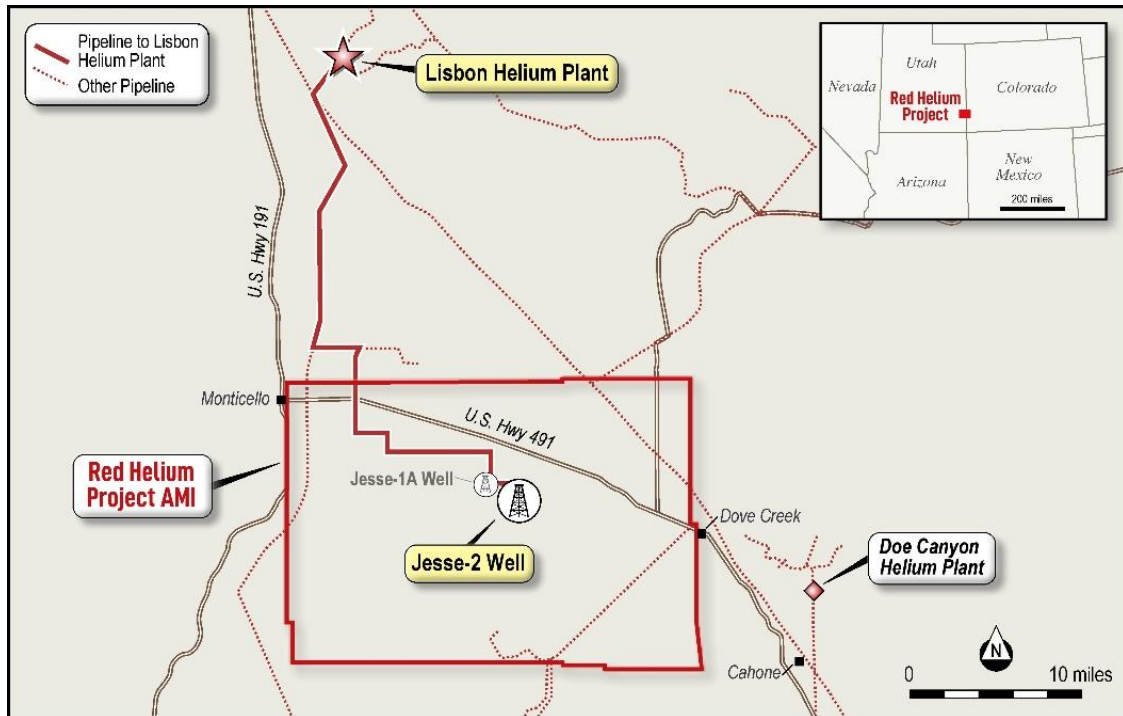 Pipeline to Lisbon
Helium Plant
Other Pipeline
Lisbon Helium Plant
Utah
Nevada
Colorado
Red Helium
Project
Arizona
New
Mexico
200 miles
U.S. Hwy 191
Monticello
U.S. Hwy 491
Red Helium
Project AMI
Jesse-1A Well
Jesse-2 Well
Dove Creek
Doe Canyon
Helium Plant
Cahone
N
0
10 miles